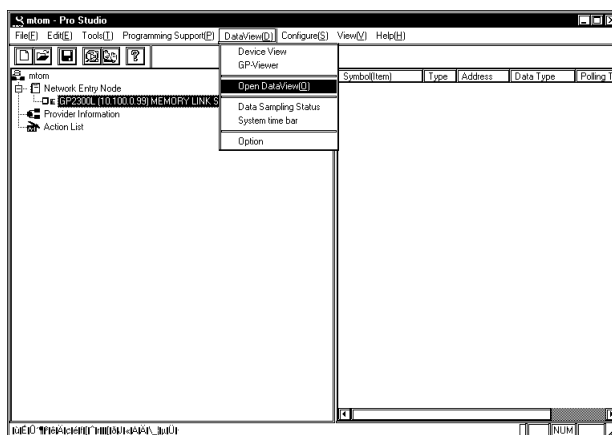 mtom - Pro Studio
File(F) Edit(E) Tools(T) Programming Support(P) DataView(D) Configure(S) View(V) Help(H)
Device View
GP-Viewer
Open DataView(O)
Data Sampling Status
System time bar
Option
mtom
Network Entry Node
GP2300L (10.100.0.99) MEMORY LINK S
Provider Information
Action List
Symbol(Item) Type Address Data Type Polling T
NUM